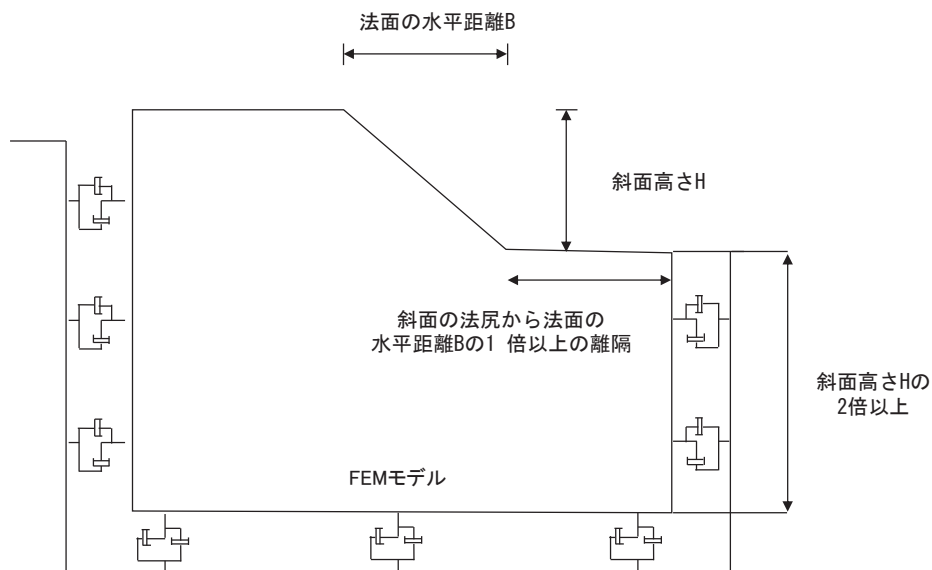 法面の水平距離B
斜面高さH
斜面の法尻から法面の
水平距離Bの1 倍以上の離隔
斜面高さHの
2倍以上
FEMモデル